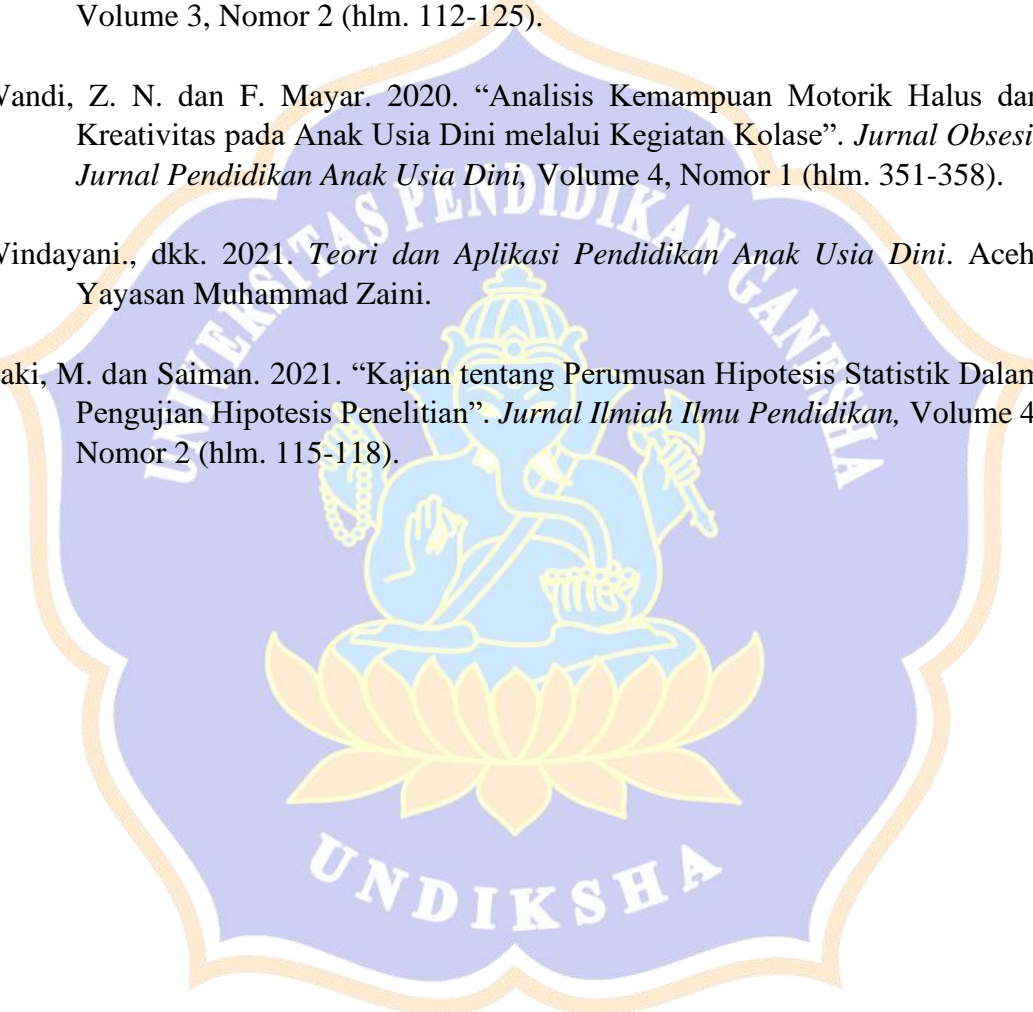 Volume 3, Nomor 2 (hlm. 112-125).
Wandi, Z. N. dan F. Mayar. 2020. “Analisis Kemampuan Motorik Halus dan
Kreativitas pada Anak Usia Dini melalui Kegiatan Kolase”. Jurnal Obsesi
Jurnal Pendidikan Anak Usia Dini, Volume 4, Nomor 1 (hlm. 351-358).
Windayani., dkk. 2021. Teori dan Aplikasi Pendidikan Anak Usia Dini. Aceh
Yayasan Muhammad Zaini.
aki, M. dan Saiman. 2021. “Kajian tentang Perumusan Hipotesis Statistik Dalam
Pengujian Hipotesis Penelitian”. Jurnal Ilmiah Ilmu Pendidikan, Volume 4
Nomor 2 (hlm. 115-118).
UNIVERSITAS PENDIDIKAN GANESHA
UNDIKSHA